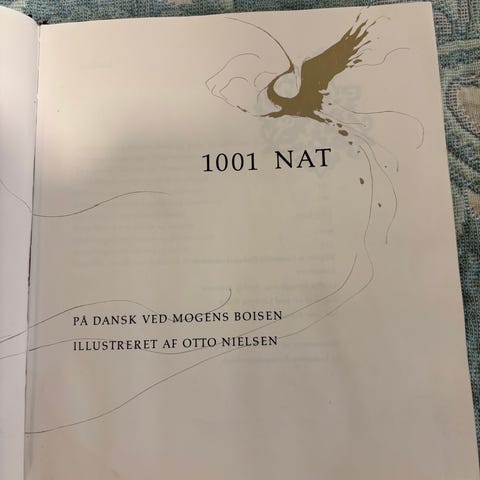 1001 NAT
PÅ DANSK VED MOGENS BOISEN
ILLUSTRERET AF OTTO NIELSEN